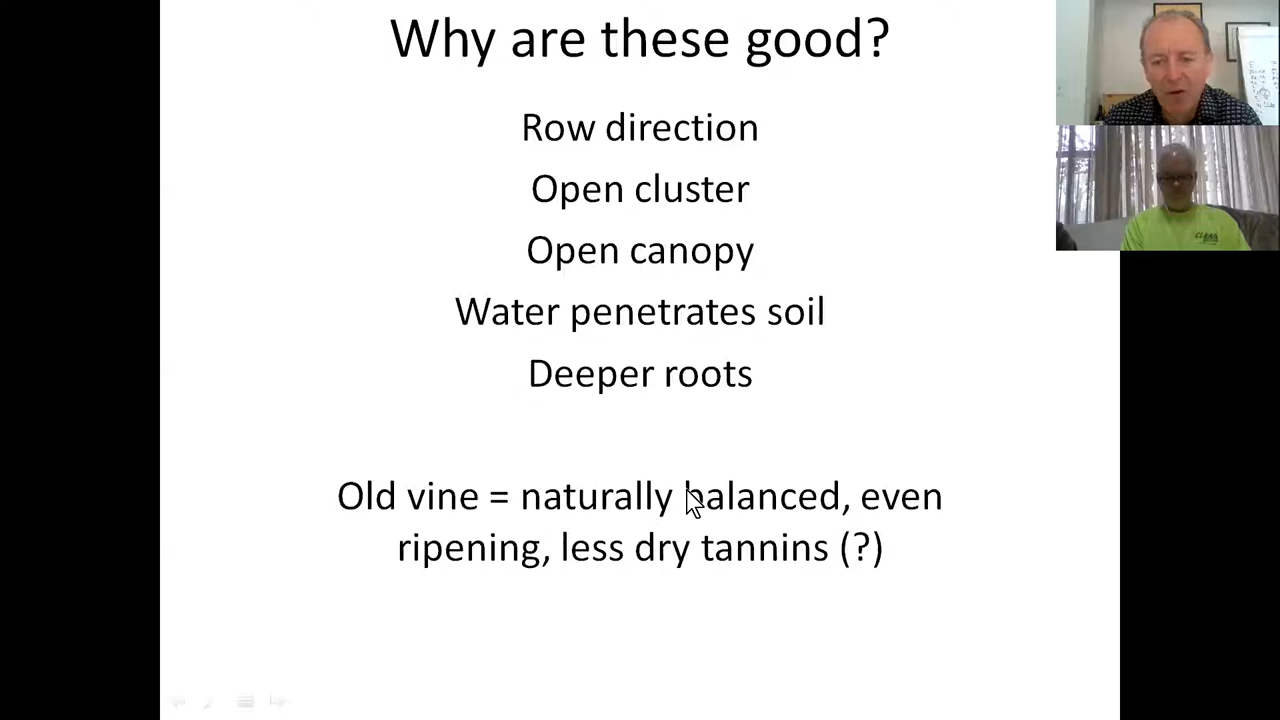 Why are these good?
Row direction
Open cluster
Open canopy
Water penetrates soil
Deeper roots
Old vine = naturally balanced, even
ripening, less dry tannins (?)
CLEAN